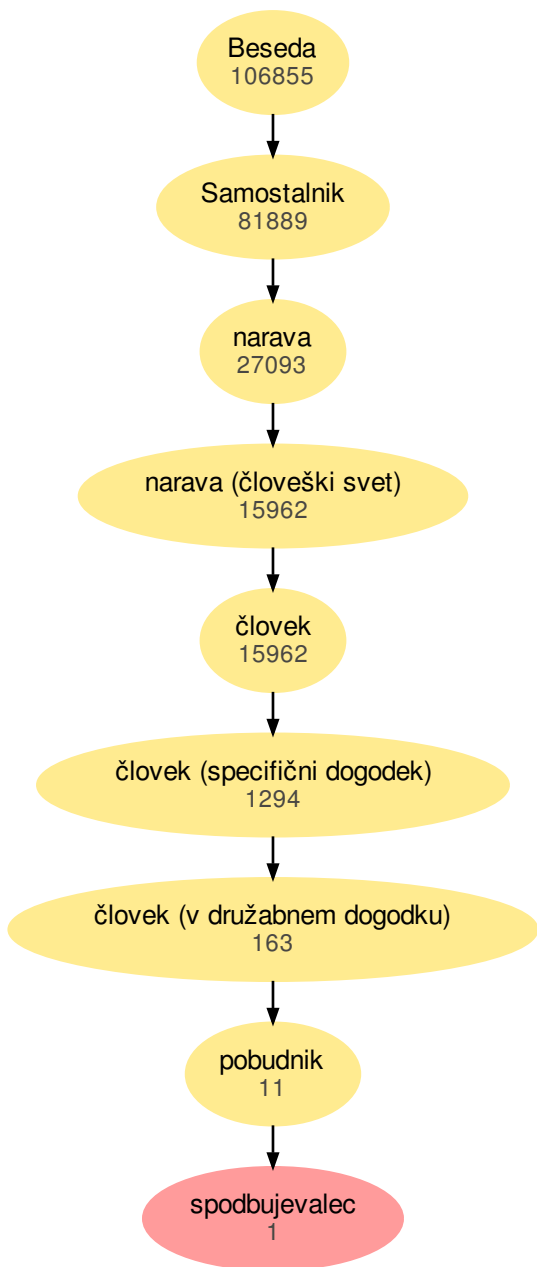 Beseda
106855
Samostalnik
81889
narava
27093
narava (človeški svet)
15962
človek
15962
človek (specifični dogodek)
1294
človek (v družabnem dogodku)
163
pobudnik
11
spodbujevalec
1